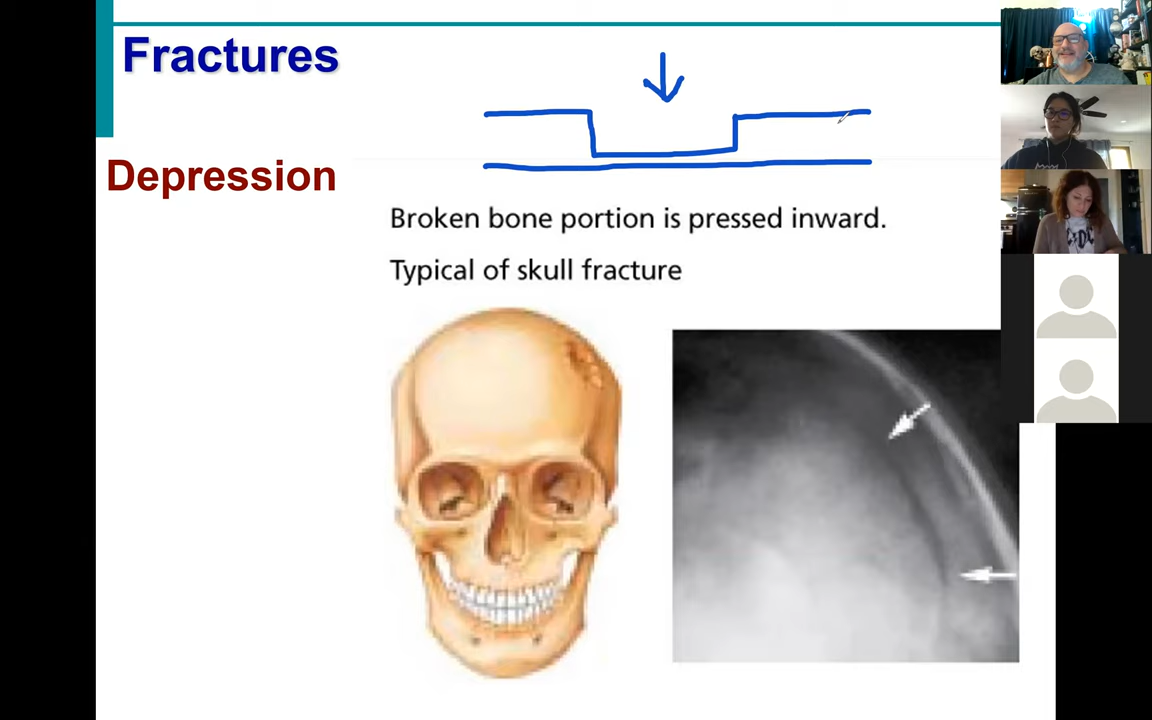 Fractures
Depression
Broken bone portion is pressed inward.
Typical of skull fracture